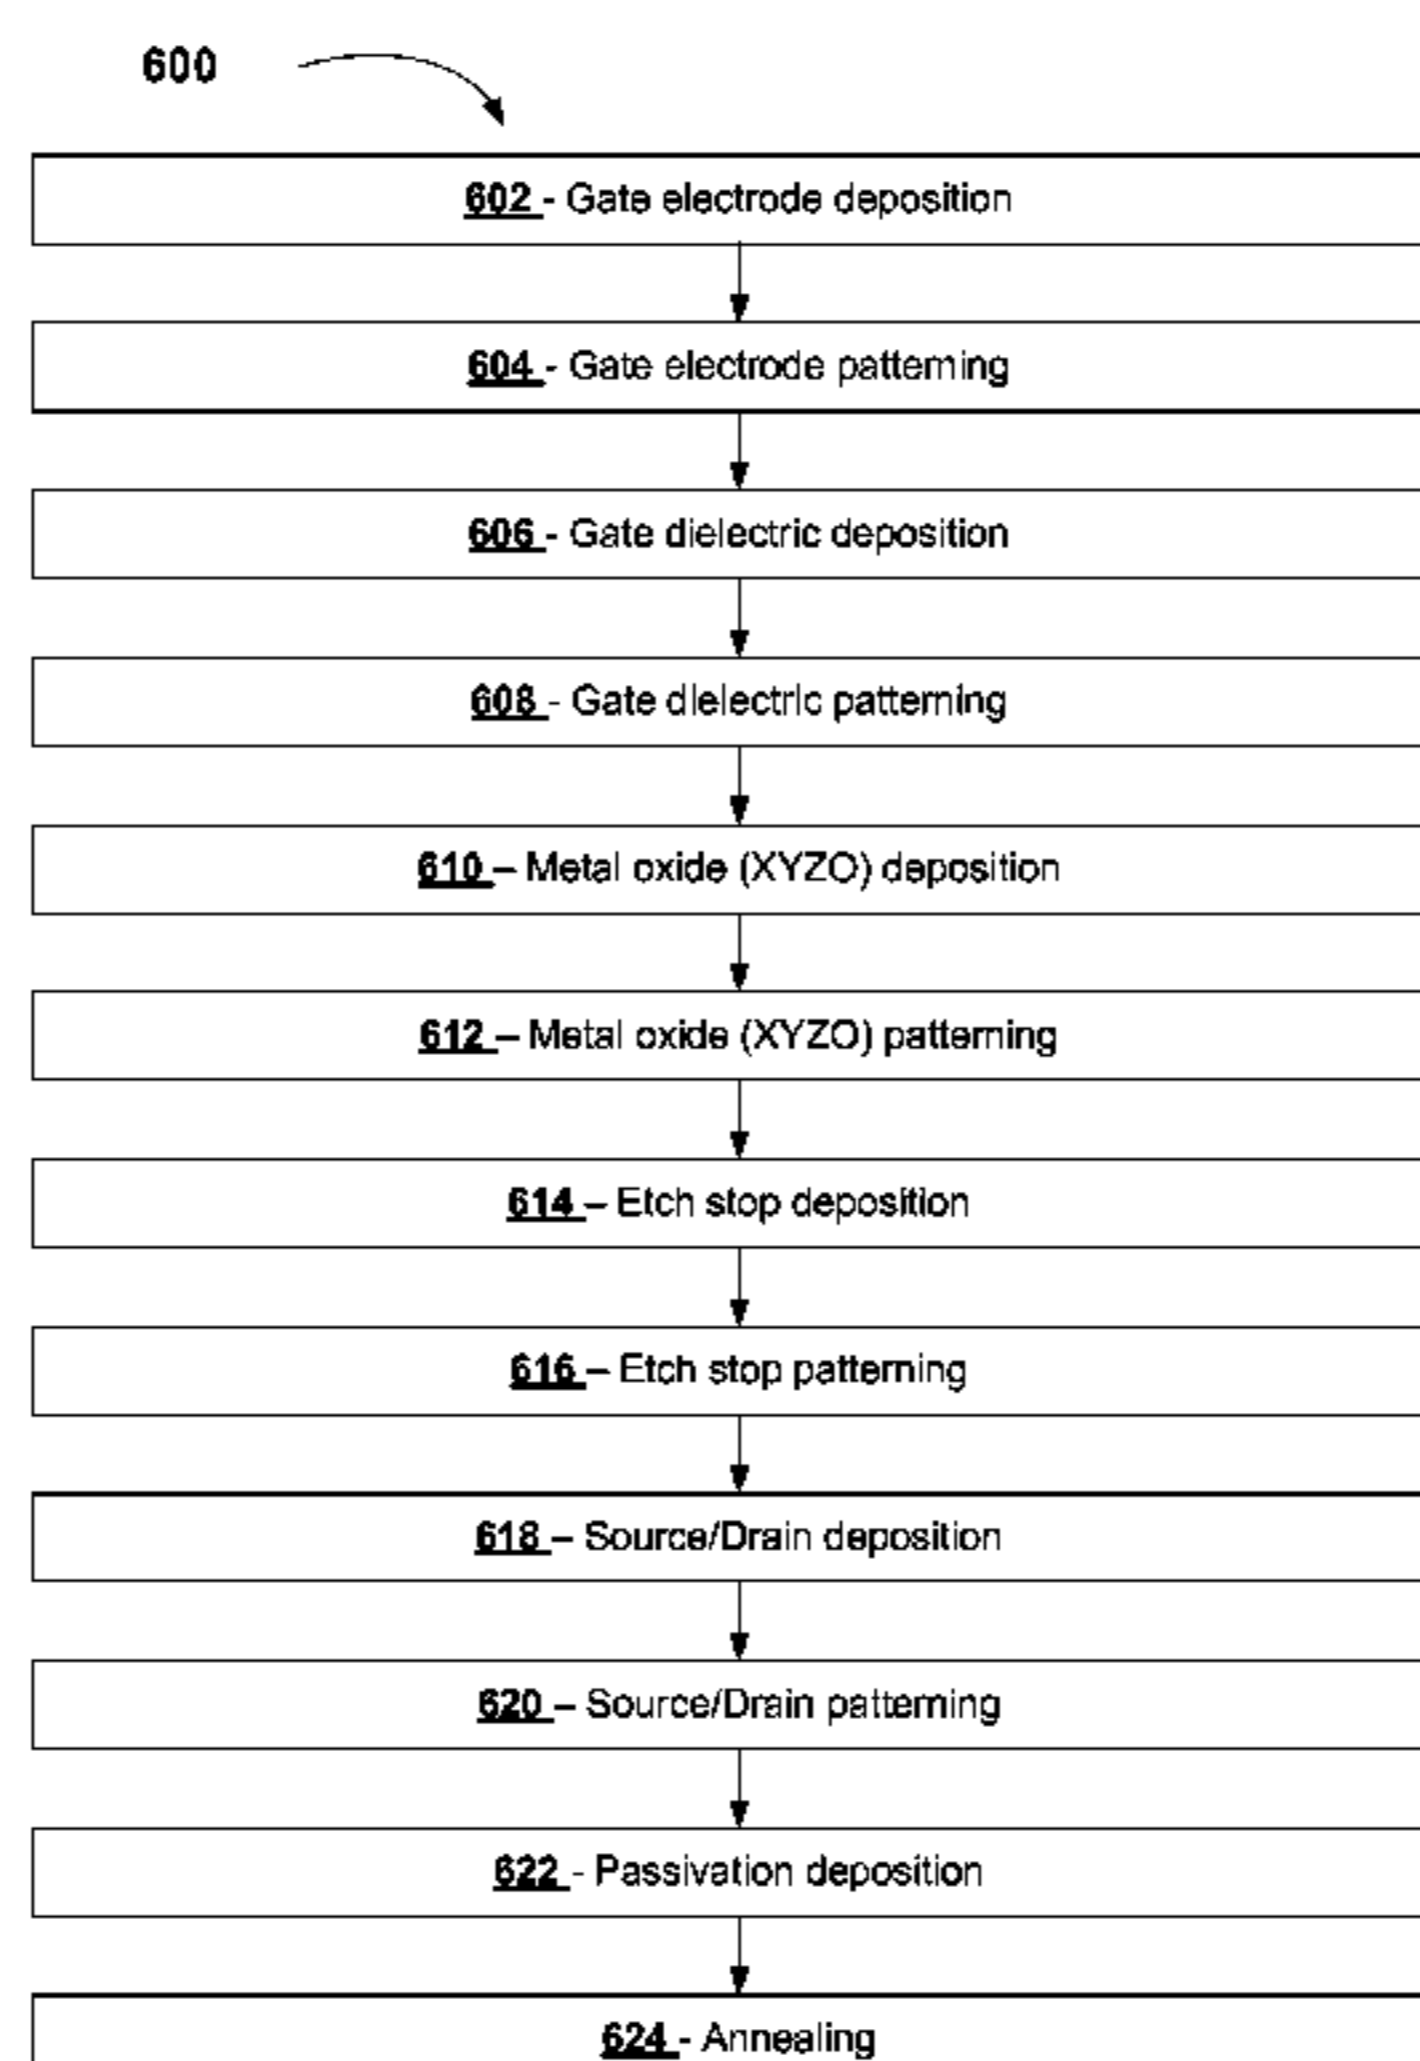 600
602 - Gate electrode deposition
604 - Gate electrode patterning
606 - Gate dielectric deposition
608 - Gate dielectric patterning
610 – Metal oxide (XYZO) deposition
612 – Metal oxide (XYZO) patterning
614 – Etch stop deposition
616 – Etch stop patterning
618 – Source/Drain deposition
620 – Source/Drain patterning
622 - Passivation deposition
624 - Annealing